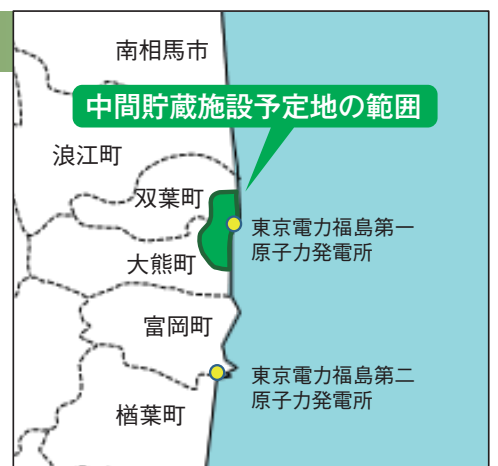 南相馬市
中間貯蔵施設予定地の範囲
浪江町
双葉町
東京電力福島第一
原子力発電所
大熊町
富岡町
東京電力福島第二
原子力発電所
楢葉町